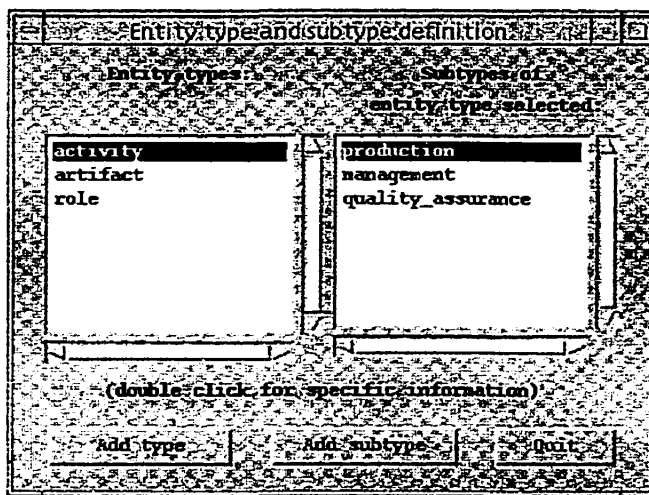 Entity type and subtype definition
Entity types:
Subtypes of
entity type selected
activity
artifact
role
production
management
quality_assurance
(double click for specific information)
Add type
Add subtype
Quit